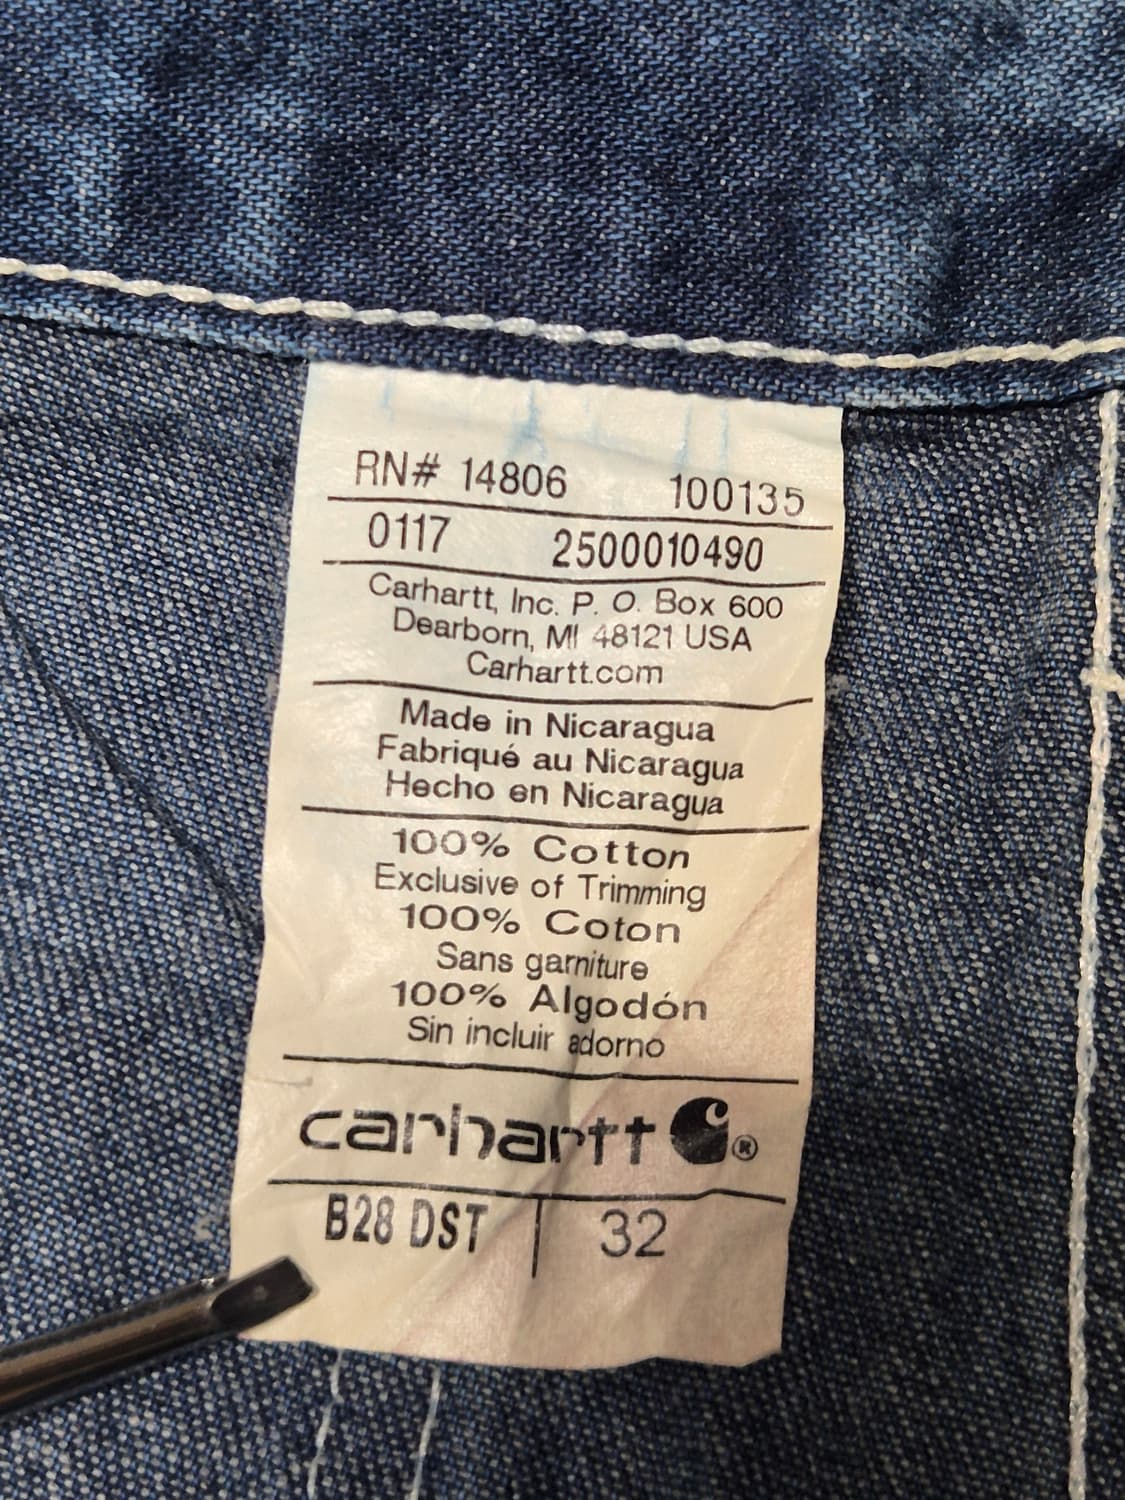 RN# 14806 100135
0117 2500010490
Carhartt, Inc. P. O. Box 600
Dearborn, MI 48121 USA
Carhartt.com
Made in Nicaragua
Fabriqué au Nicaragua
Hecho en Nicaragua
100% Cotton
Exclusive of Trimming
100% Coton
Sans garniture
100% Algodón
Sin incluir adorno
carhartt ®
B28 DST 32